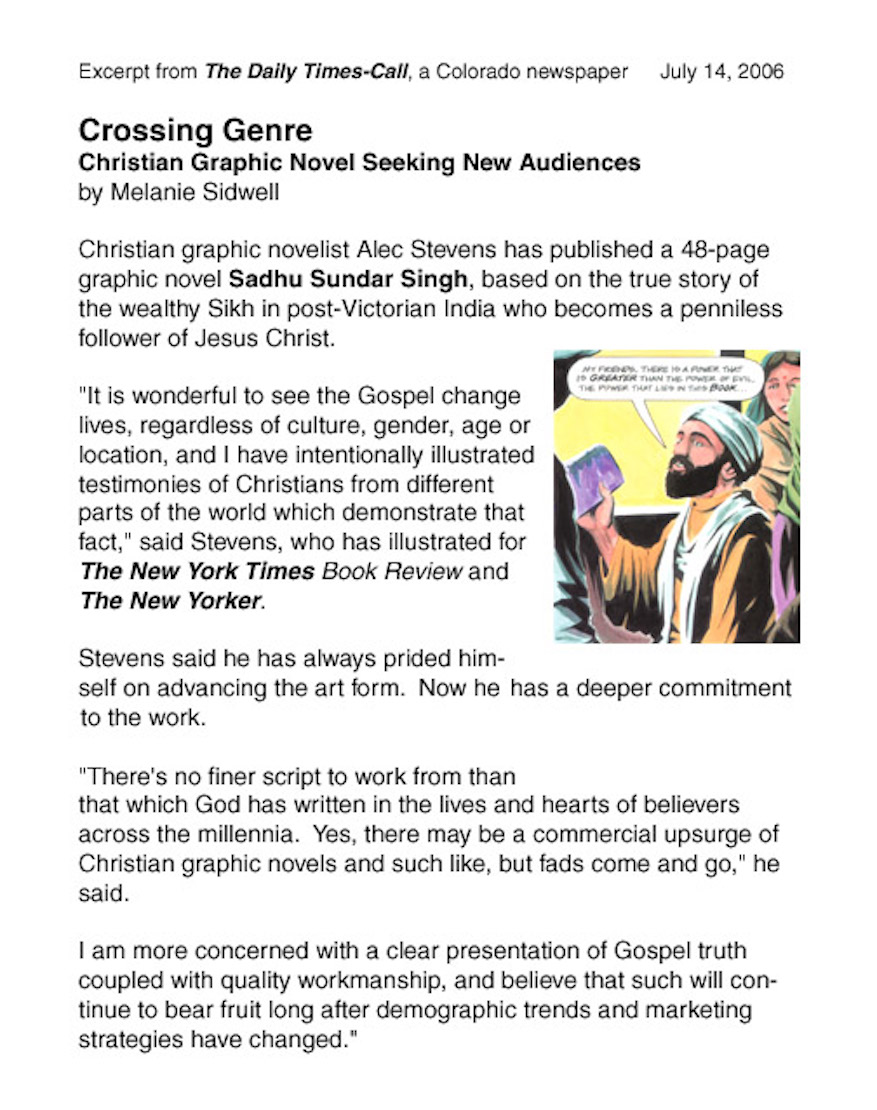 Excerpt from The Daily Times-Call, a Colorado newspaper July 14, 2006
Crossing Genre
Christian Graphic Novel Seeking New Audiences
by Melanie Sidwell
Christian graphic novelist Alec Stevens has published a 48-page
graphic novel Sadhu Sundar Singh, based on the true story of
the wealthy Sikh in post-Victorian India who becomes a penniless
follower of Jesus Christ.
MY FRIENDS, THERE IS A POWER THAT
IS GREATER THAN THE POWER OF EVIL,
THE POWER THAT LIES IN THIS BOOK...
"It is wonderful to see the Gospel change
lives, regardless of culture, gender, age or
location, and I have intentionally illustrated
testimonies of Christians from different
parts of the world which demonstrate that
fact," said Stevens, who has illustrated for
The New York Times Book Review and
The New Yorker.
Stevens said he has always prided him-
self on advancing the art form. Now he has a deeper commitment
to the work.
"There's no finer script to work from than
that which God has written in the lives and hearts of believers
across the millennia. Yes, there may be a commercial upsurge of
Christian graphic novels and such like, but fads come and go," he
said.
I am more concerned with a clear presentation of Gospel truth
coupled with quality workmanship, and believe that such will con-
tinue to bear fruit long after demographic trends and marketing
strategies have changed."